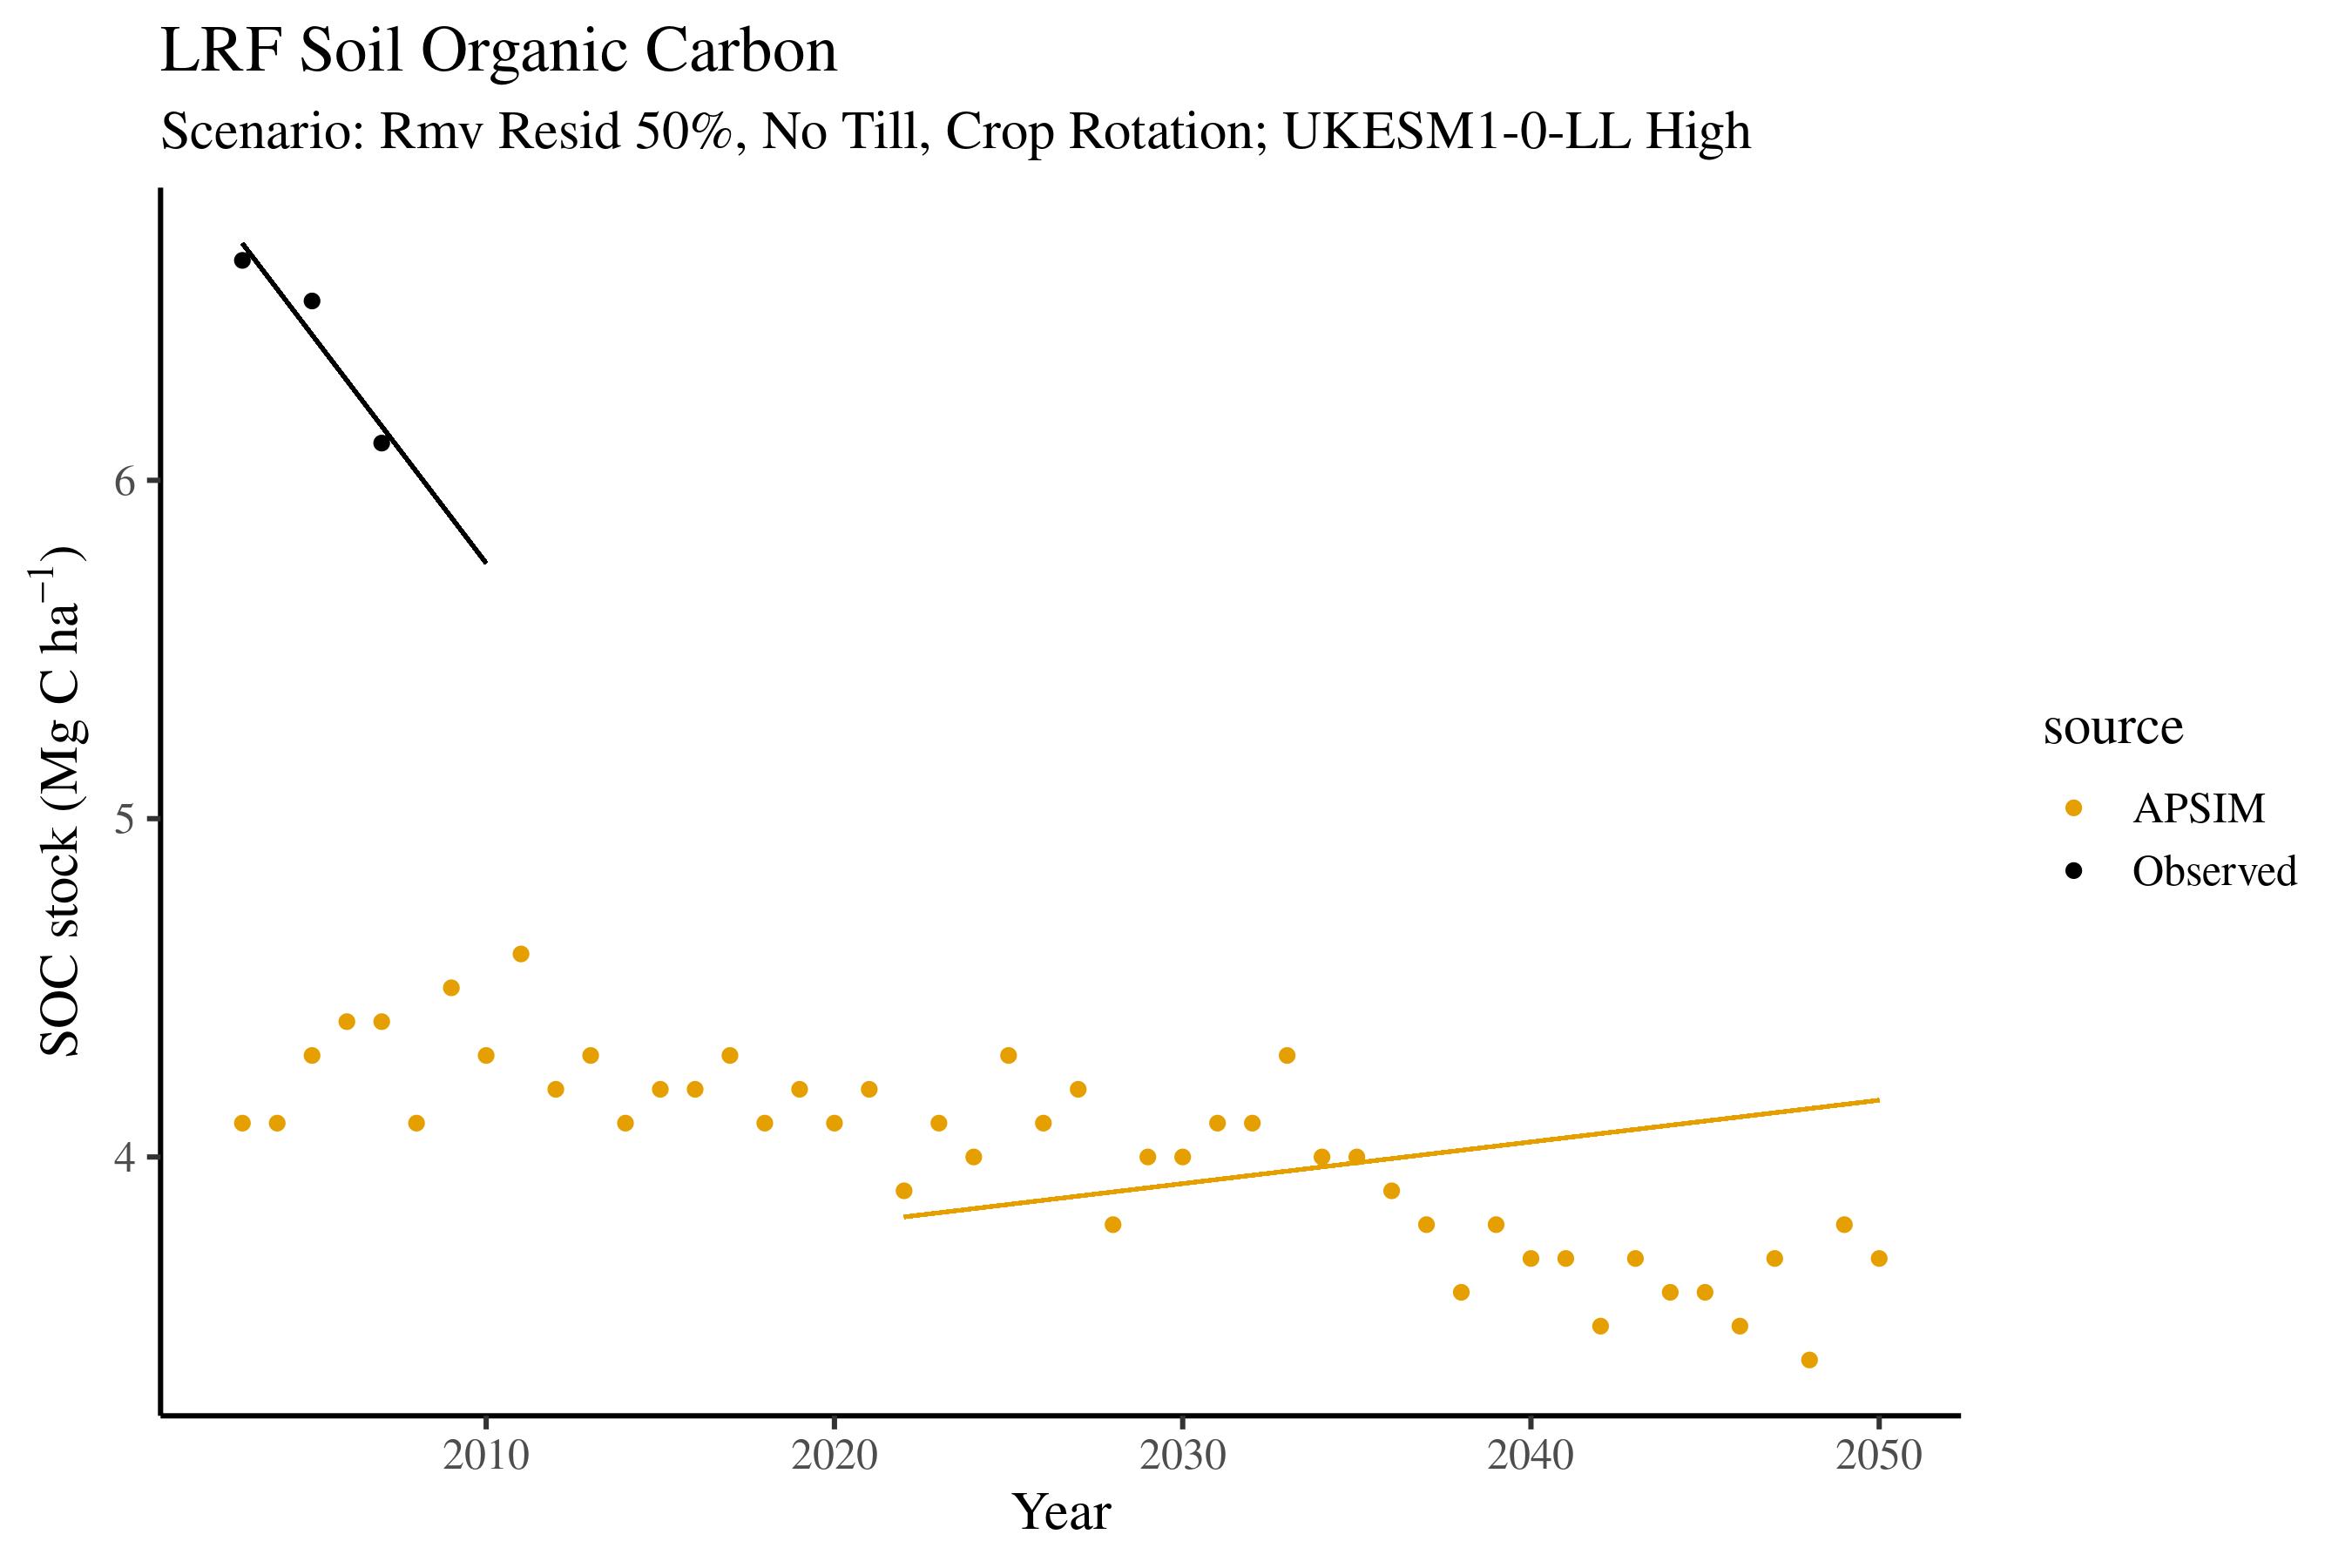 LRF Soil Organic Carbon
Scenario: Rmv Resid 50%, No Till, Crop Rotation; UKESM1-0-LL High
SOC stock (Mg C ha⁻¹)
6
5
4
2010 2020 2030 2040 2050
Year
source
APSIM
Observed